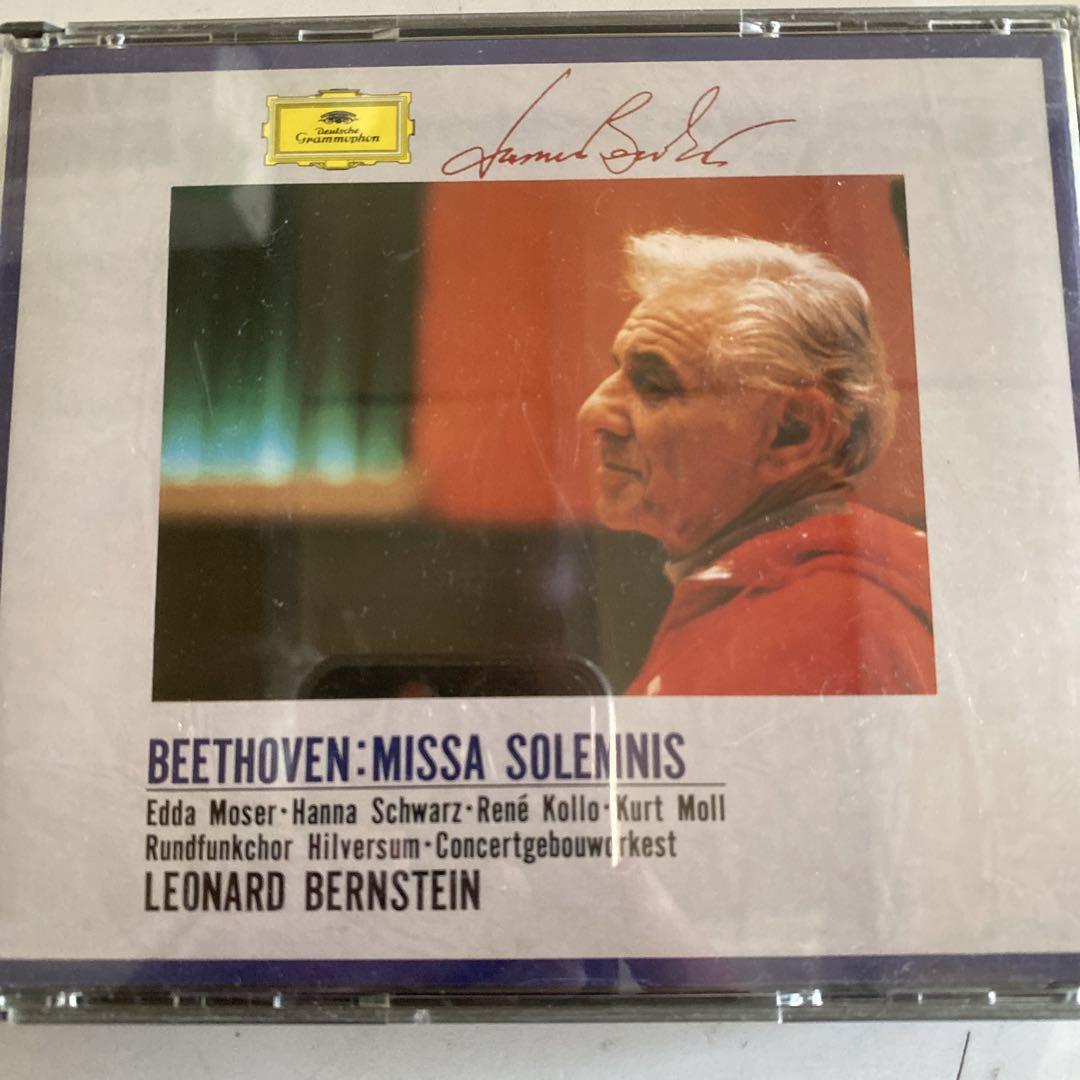 Deutsche
Grammophon
BEETHOVEN:MISSA SOLEMNIS
Edda Moser·Hanna Schwarz·René Kollo·Kurt Moll
Rundfunkchor Hilversum·Concertgebouworkest
LEONARD BERNSTEIN